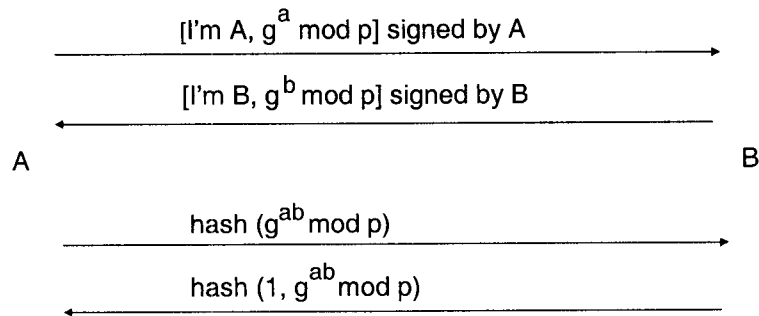 [I'm A, g^a mod p] signed by A
[I'm B, g^b mod p] signed by B
A
B
hash (g^ab mod p)
hash (1, g^ab mod p)